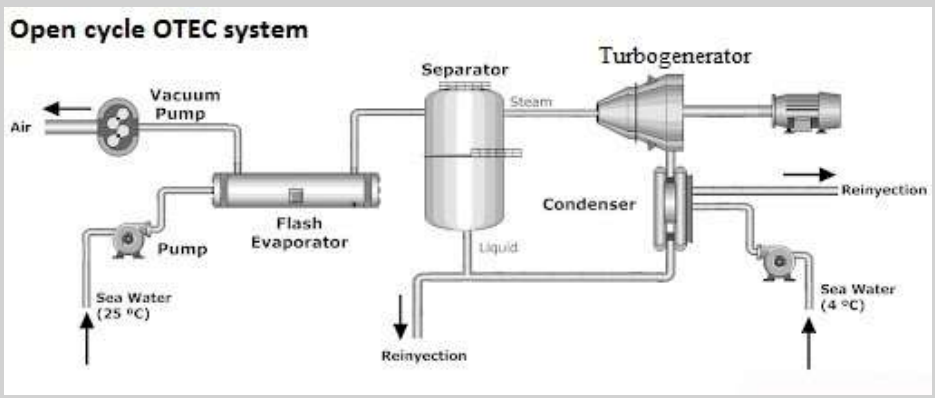 Open cycle OTEC system
Turbogenerator
Separator
Vacuum
Pump
Steam
Air
Reinyection
Condenser
Flash
Evaporator
Pump
Liquid
Sea Water
(25 ºC)
Sea Water
(4 ºC)
Reinyection